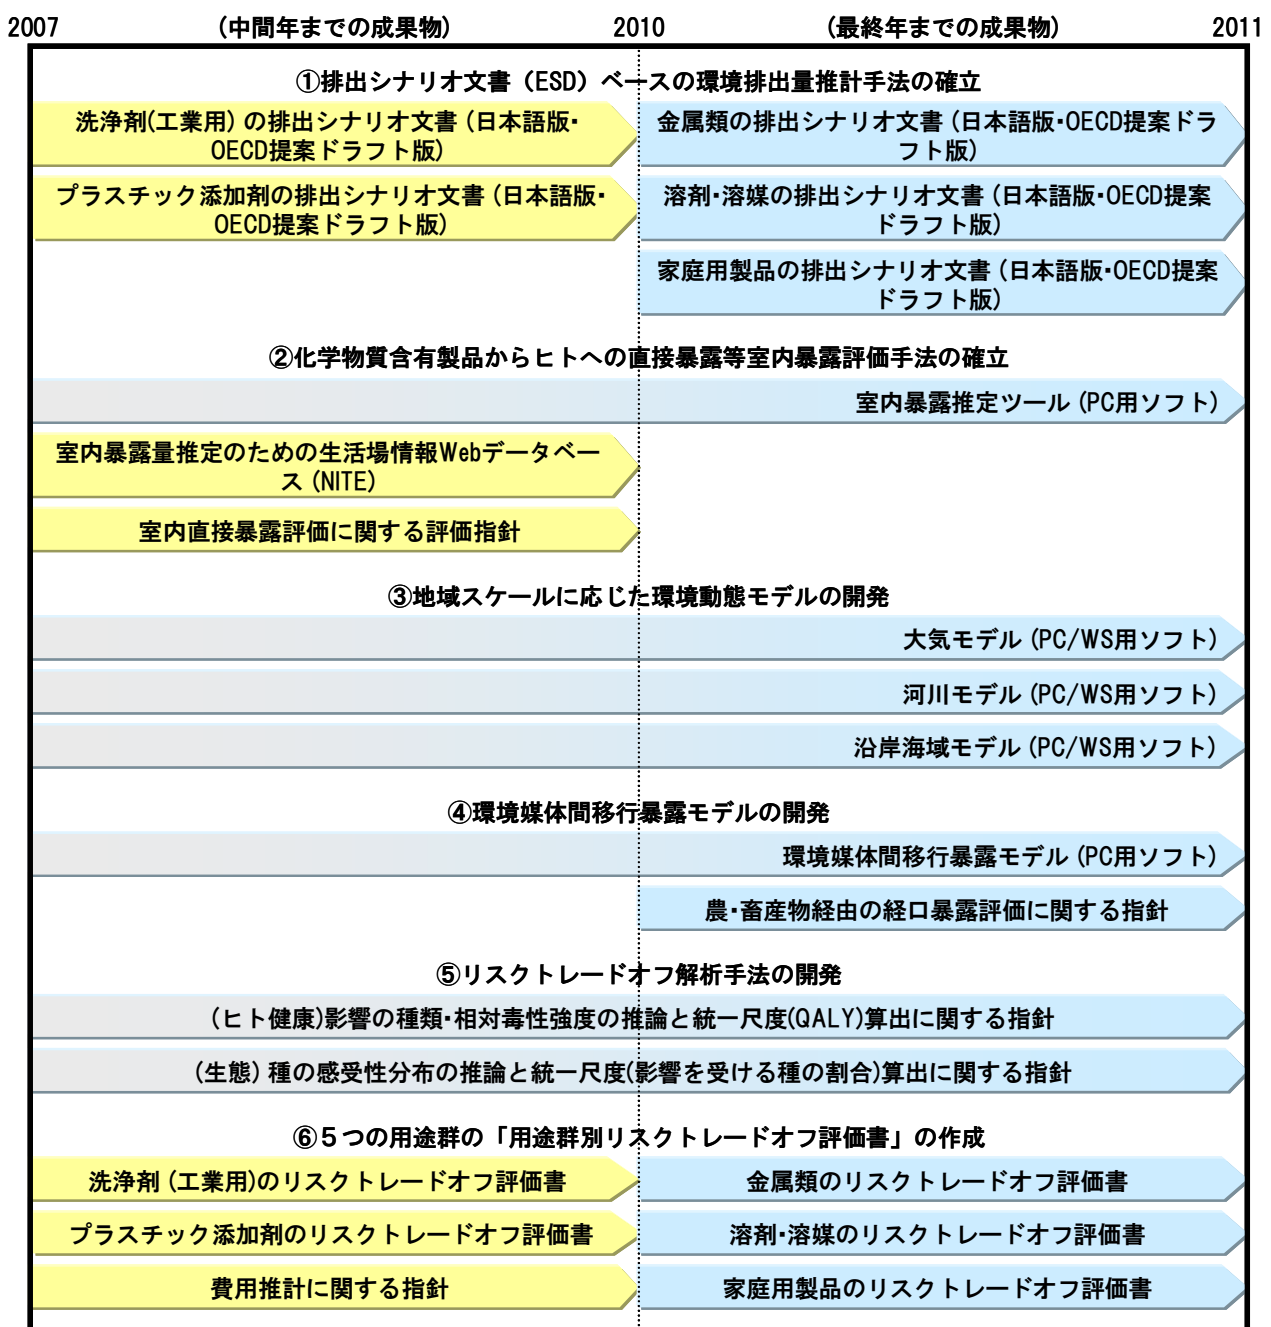 2007 (中間年までの成果物) 2010 (最終年までの成果物) 2011
①排出シナリオ文書（ESD）ベースの環境排出量推計手法の確立
洗浄剤(工業用)の排出シナリオ文書(日本語版・
OECD提案ドラフト版)
金属類の排出シナリオ文書(日本語版・OECD提案ドラ
フト版)
プラスチック添加剤の排出シナリオ文書(日本語版・
OECD提案ドラフト版)
溶剤・溶媒の排出シナリオ文書(日本語版・OECD提案
ドラフト版)
家庭用製品の排出シナリオ文書(日本語版・OECD提案
ドラフト版)
②化学物質含有製品からヒトへの直接暴露等室内暴露評価手法の確立
室内暴露推定ツール(PC用ソフト)
室内暴露量推定のための生活場情報Webデータベー
ス(NITE)
室内直接暴露評価に関する評価指針
③地域スケールに応じた環境動態モデルの開発
大気モデル(PC/WS用ソフト)
河川モデル(PC/WS用ソフト)
沿岸海域モデル(PC/WS用ソフト)
④環境媒体間移行暴露モデルの開発
環境媒体間移行暴露モデル(PC用ソフト)
農・畜産物経由の経口暴露評価に関する指針
⑤リスクトレードオフ解析手法の開発
(ヒト健康)影響の種類・相対毒性強度の推論と統一尺度(QALY)算出に関する指針
(生態)種の感受性分布の推論と統一尺度(影響を受ける種の割合)算出に関する指針
⑥５つの用途群の「用途群別リスクトレードオフ評価書」の作成
洗浄剤(工業用)のリスクトレードオフ評価書
金属類のリスクトレードオフ評価書
プラスチック添加剤のリスクトレードオフ評価書
溶剤・溶媒のリスクトレードオフ評価書
費用推計に関する指針
家庭用製品のリスクトレードオフ評価書